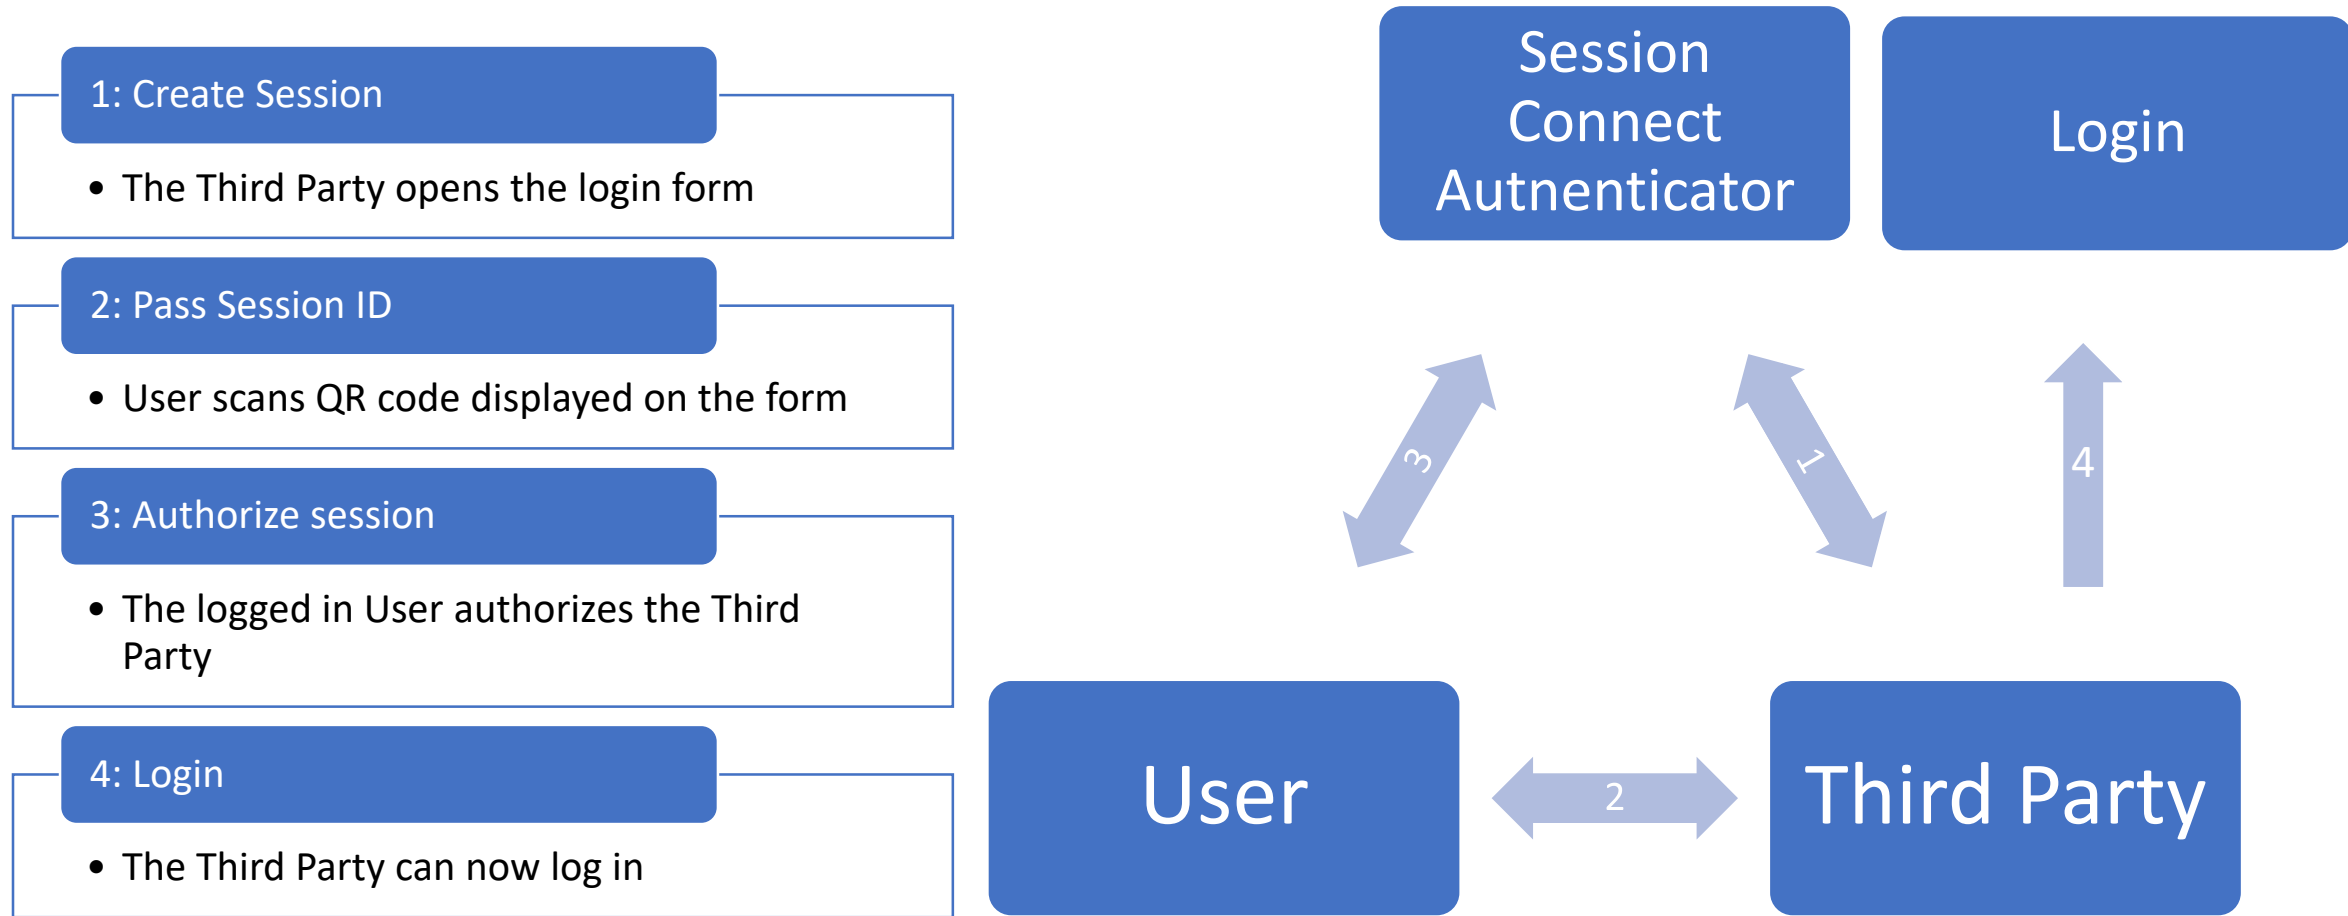 1: Create Session
• The Third Party opens the login form
2: Pass Session ID
• User scans QR code displayed on the form
3: Authorize session
• The logged in User authorizes the Third
Party
4: Login
• The Third Party can now log in
Session
Connect
Autnenticator
Login
3
1
4
User
2
Third Party